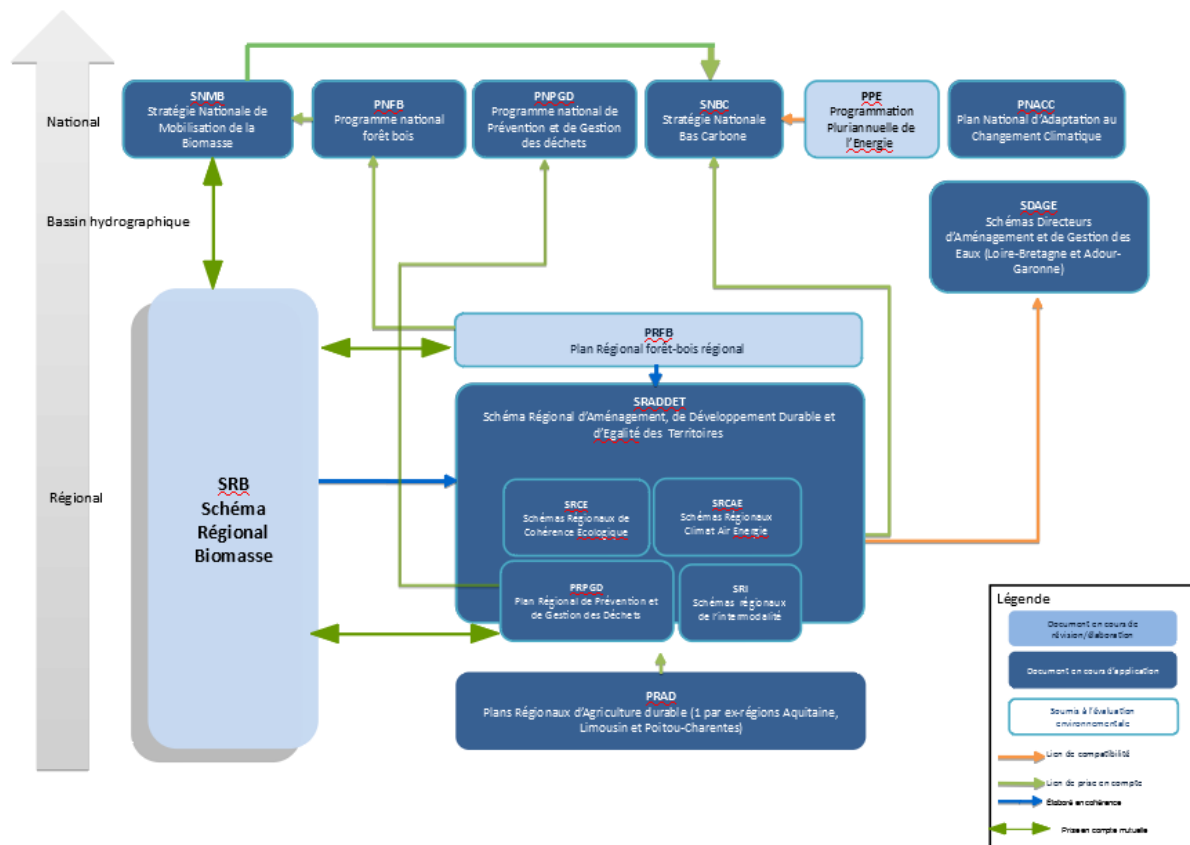 National
SNMB
Stratégie Nationale de
Mobilisation de la
Biomasse
PNFB
Programme national
forêt bois
PNPGD
Programme national de
Prévention et de Gestion
des déchets
SNBC
Stratégie Nationale
Bas Carbone
PPE
Programmation
Pluriannuelle de
l'Energie
PNACC
Plan National d'Adaptation au
Changement Climatique
Bassin hydrographique
SDAGE
Schémas Directeurs
d'Aménagement et de Gestion des
Eaux (Loire-Bretagne et Adour-
Garonne)
PRFB
Plan Régional forêt-bois régional
SRADDET
Schéma Régional d'Aménagement, de Développement Durable et
d'Egalité des Territoires
Régional
SRB
Schéma
Régional
Biomasse
SRCE
Schémas Régionaux de
Cohérence Ecologique
SRCAE
Schémas Régionaux
Climat Air Energie
PRPGD
Plan Régional de Prévention et
de Gestion des Déchets
SRI
Schémas régionaux
de l'intermodalité
PRAD
Plans Régionaux d'Agriculture durable (1 par ex-régions Aquitaine,
Limousin et Poitou-Charentes)
Légende
Document en cours de
révision/élaboration
Document en cours d'application
Soumis à l'évaluation
environnementale
Lien de compatibilité
Lien de prise en compte
Élaboré en cohérence
Prise en compte mutuelle